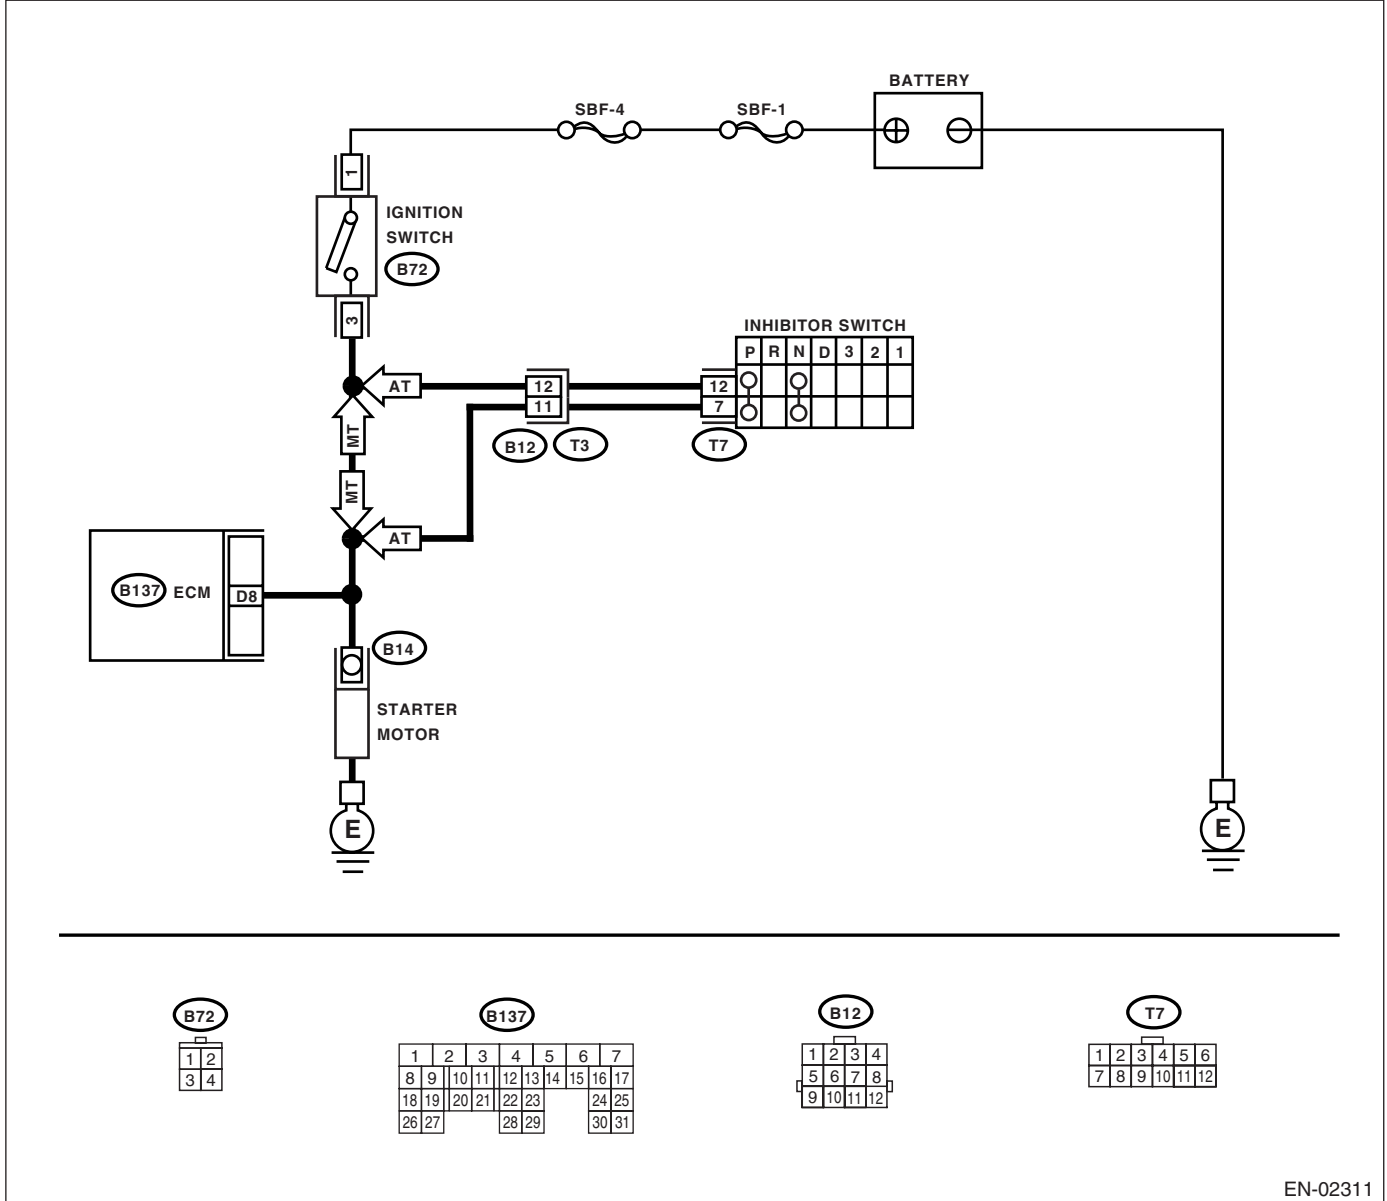 BATTERY
SBF-4 SBF-1
1
IGNITION
SWITCH
B72
3
INHIBITOR SWITCH
P R N D 3 2 1
AT 12 12
11 7
B12 T3 T7
MT
MT
AT
B137 ECM D8
B14
STARTER
MOTOR
E E
B72 B137 B12 T7
1 2
3 4
1 2 3 4 5 6 7
8 9 10 11 12 13 14 15 16 17
18 19 20 21 22 23 24 25
26 27 28 29 30 31
1 2 3 4
5 6 7 8
9 10 11 12
1 2 3 4 5 6
7 8 9 10 11 12
EN-02311